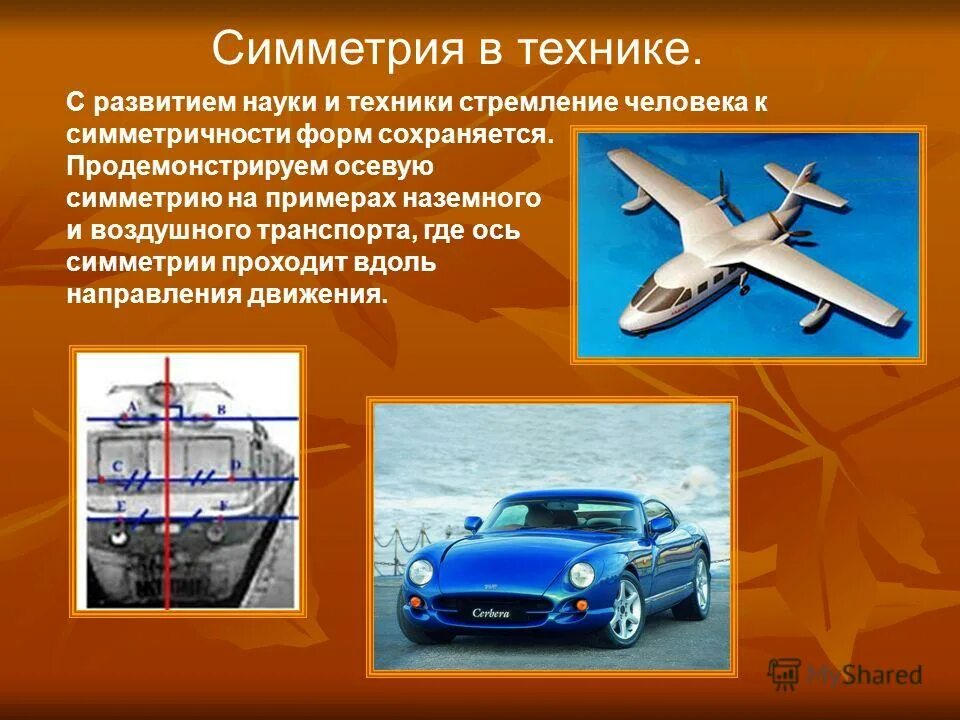 Симметрия в технике.
С развитием науки и техники стремление человека к
симметричности форм сохраняется.
Продемонстрируем осевую
симметрию на примерах наземного
и воздушного транспорта, где ось
симметрии проходит вдоль
направления движения.
A B
C D
E F
Cerbera
MyShared